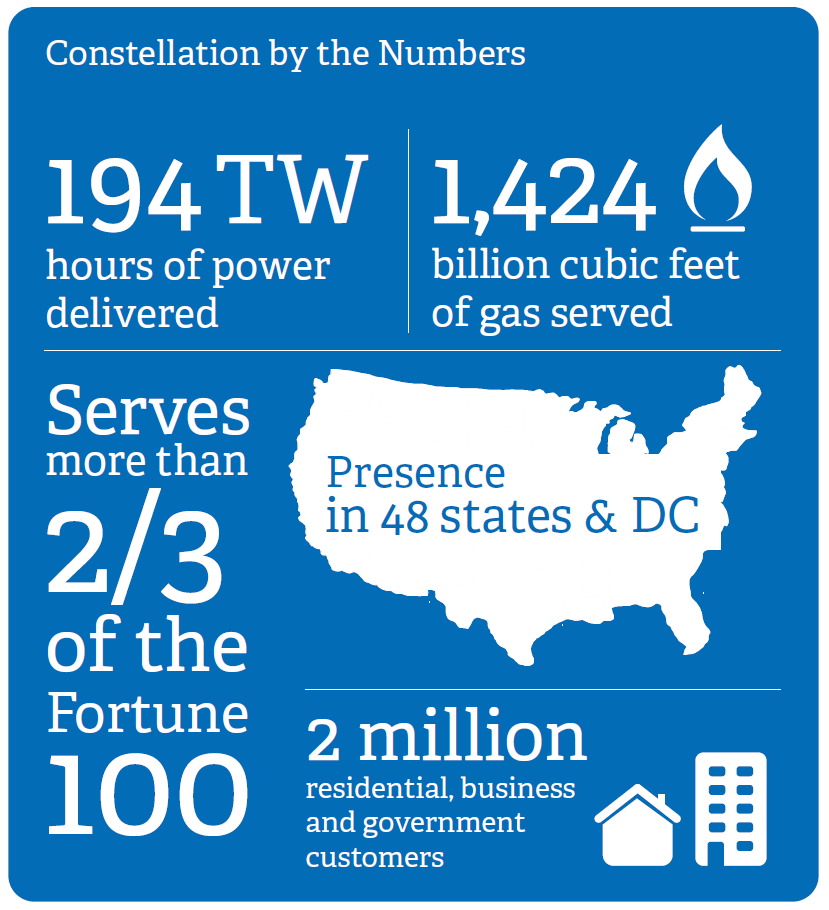 Constellation by the Numbers
194 TW
hours of power
delivered
1,424
billion cubic feet
of gas served
Serves
more than
2/3
of the
Fortune
100
Presence
in 48 states & DC
2 million
residential, business
and government
customers